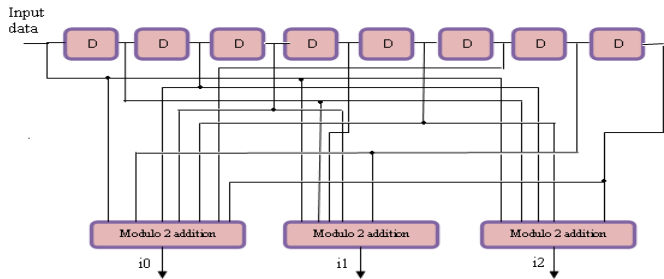 Input
data
D D D D D D D D
Modulo 2 addition Modulo 2 addition Modulo 2 addition
i0 i1 i2